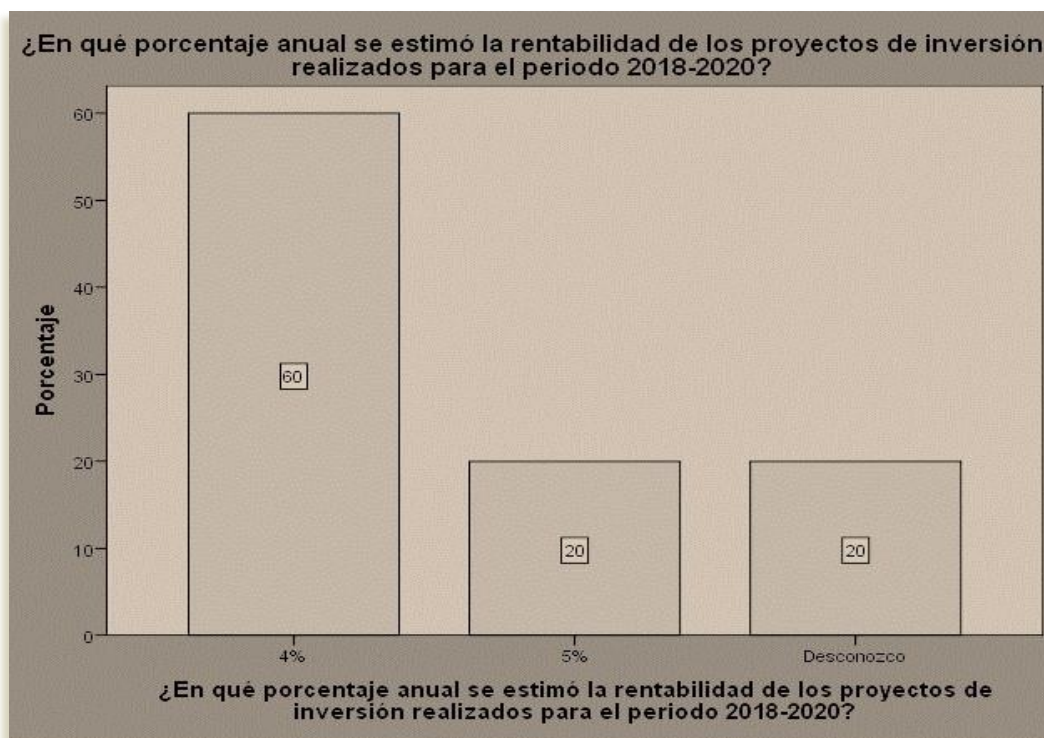 ¿En qué porcentaje anual se estimó la rentabilidad de los proyectos de inversión
realizados para el periodo 2018-2020?
Porcentaje
60
50
40
30
20
10
0
60
20
20
4%
5%
Desconozco
¿En qué porcentaje anual se estimó la rentabilidad de los proyectos de
inversión realizados para el periodo 2018-2020?